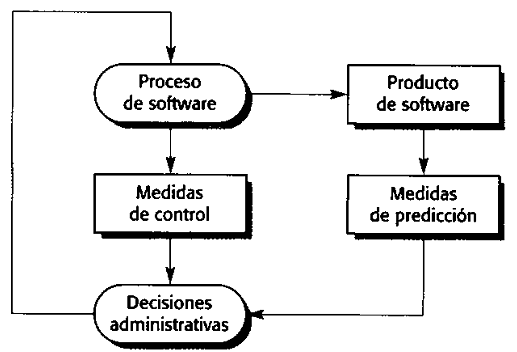 Proceso
de software
Producto
de software
Medidas
de control
Medidas
de predicción
Decisiones
administrativas